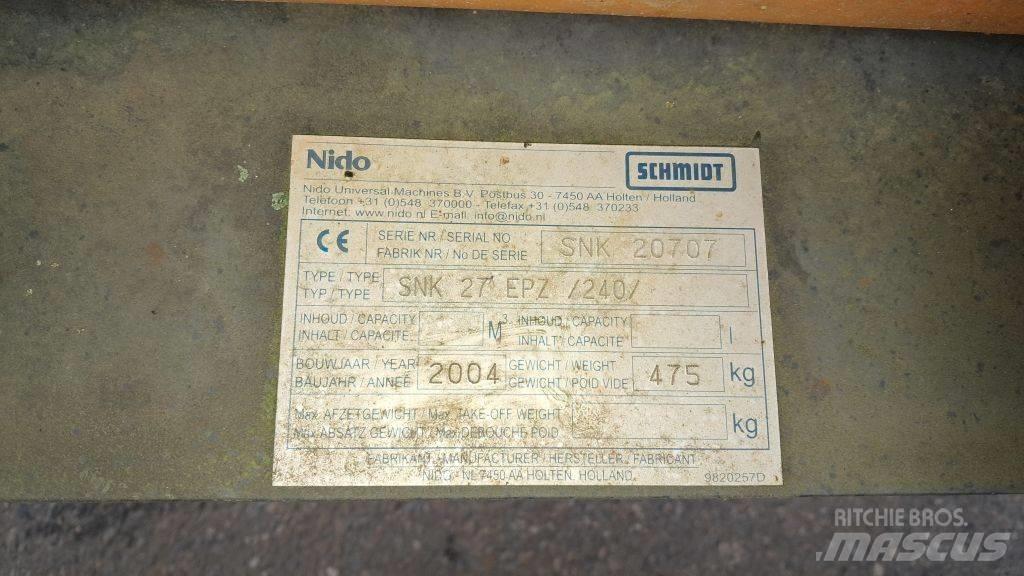 Nido SCHMIDT
Nido Universal Machines B.V. Postbus 30 - 7450 AA Holten / Holland
Telefoon +31 (0)548 370000 - Telefax +31 (0)548 370233
Internet: www.nido.nl E-mail: info@nido.nl
CE
SERIE NR / SERIAL NO
FABRIK NR / No DE SERIE
SNK 20707
TYPE / TYPE
TYP / TYPE
SNK 27 EPZ /240/
INHOUD / CAPACITY
INHALT / CAPACITE
M³
INHOUD / CAPACITY
INHALT / CAPACITE
l
BOUWJAAR / YEAR
BAUJAHR / ANNEÉ
2004
GEWICHT / WEIGHT
GEWICHT / POID VIDE
475 kg
Max. AFZETGEWICHT / Max. TAKE-OFF WEIGHT
Max. ABSATZ GEWICHT / Max. DEBOUCHE POID
kg
FABRIKANT / MANUFACTURER / HERSTELLER / FABRICANT
NIDO - NL 7450 AA HOLTEN, HOLLAND
9820257D
RITCHIE BROS.
MASCUS